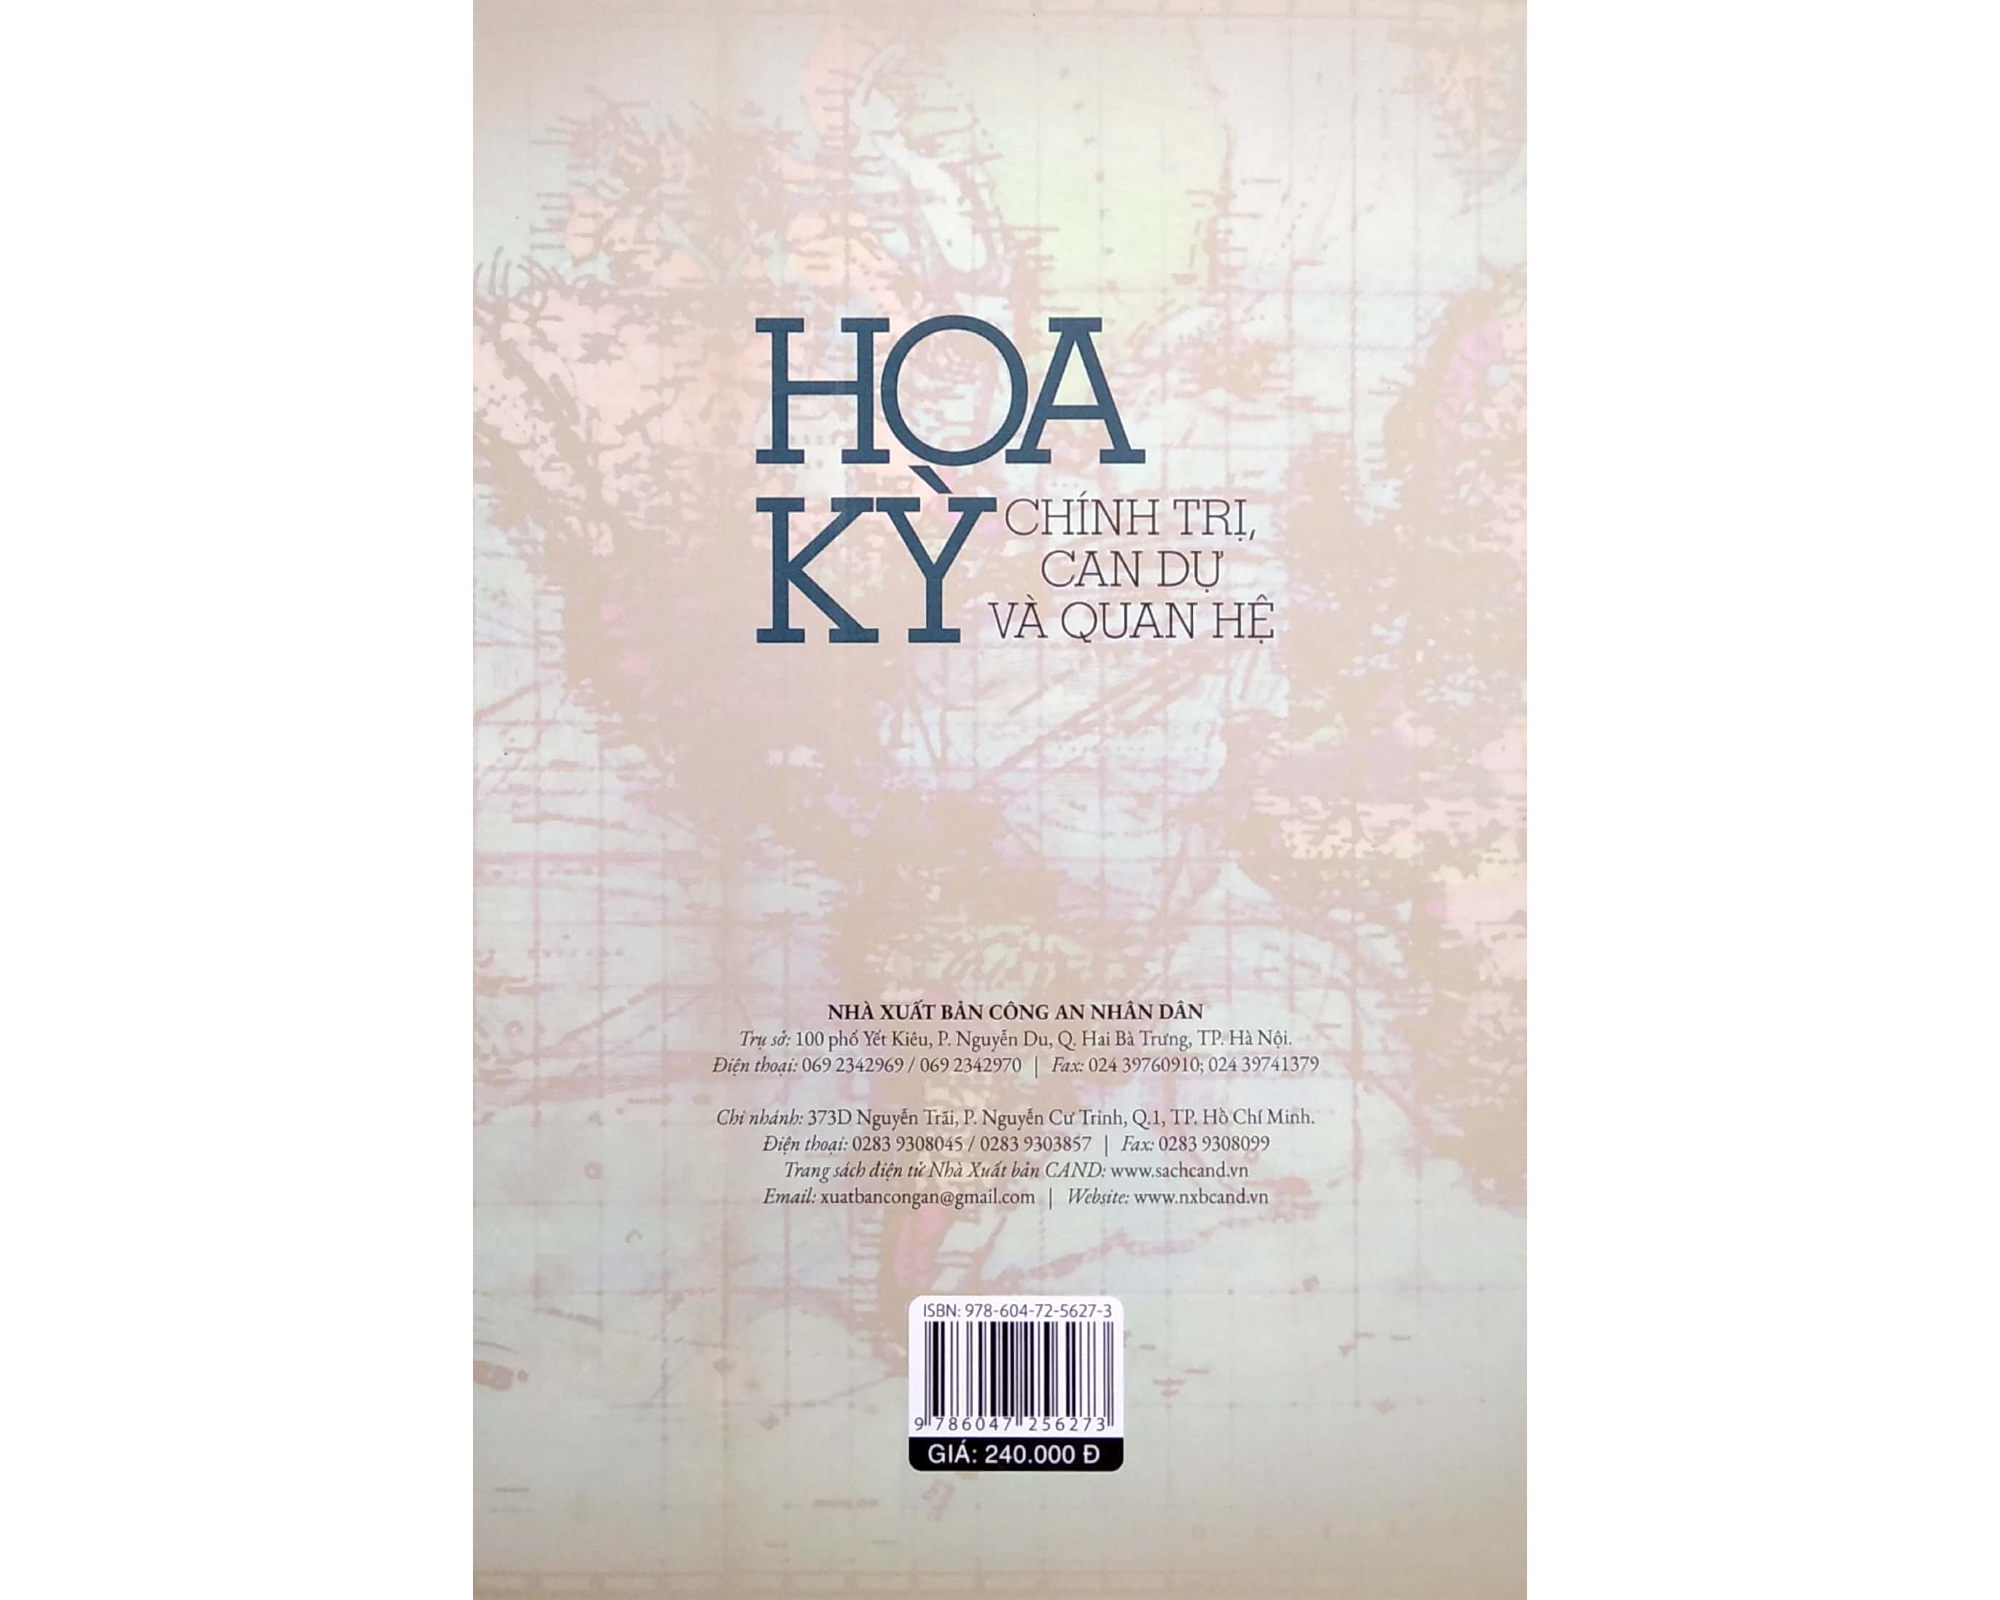 HOA
KỲ
CHÍNH TRỊ,
CAN DỰ
VÀ QUAN HỆ
NHÀ XUẤT BẢN CÔNG AN NHÂN DÂN
Trụ sở: 100 phố Yết Kiêu, P. Nguyễn Du, Q. Hai Bà Trưng, TP. Hà Nội.
Điện thoại: 069 2342969 / 069 2342970 | Fax: 024 39760910; 024 39741379
Chi nhánh: 373D Nguyễn Trãi, P. Nguyễn Cư Trinh, Q.1, TP. Hồ Chí Minh.
Điện thoại: 0283 9308045 / 0283 9303857 | Fax: 0283 9308099
Trang sách điện tử Nhà Xuất bản CAND: www.sachcand.vn
Email: xuatbancongan@gmail.com | Website: www.nxbcand.vn
ISBN: 978-604-72-5627-3
9 786047 256273
GIÁ: 240.000 Đ